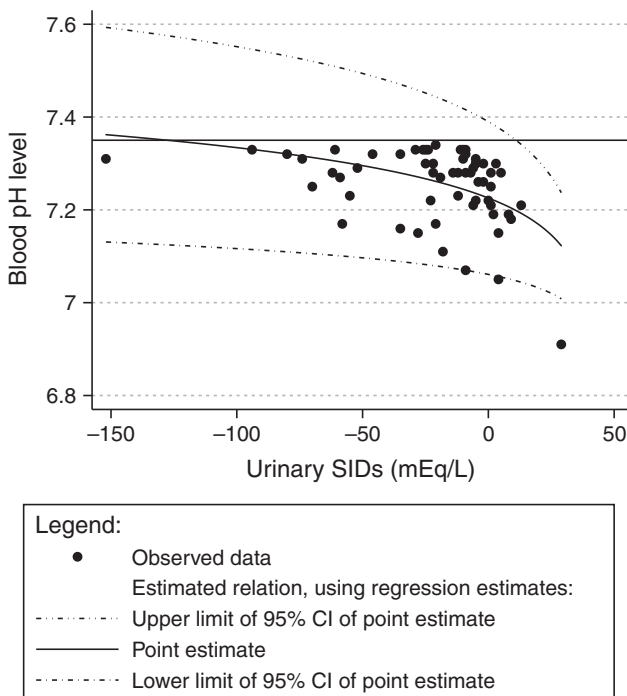 7.6
7.4
7.2
7
6.8
Blood pH level
–150
–100
–50
0
50
Urinary SIDs (mEq/L)
Legend:
Observed data
Estimated relation, using regression estimates:
Upper limit of 95% CI of point estimate
Point estimate
Lower limit of 95% CI of point estimate